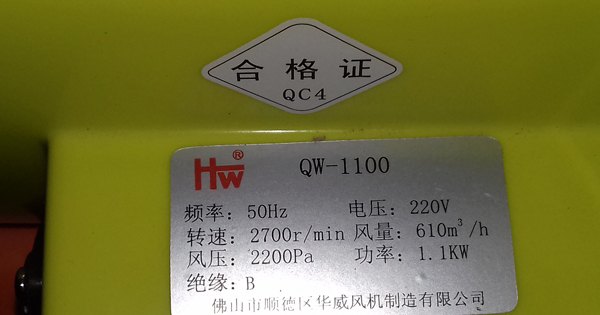 合格证
QC4
HW® QW-1100
频率: 50Hz 电压: 220V
转速: 2700r/min 风量: 610m³/h
风压: 2200Pa 功率: 1.1KW
绝缘: B
佛山市顺德区华威风机制造有限公司